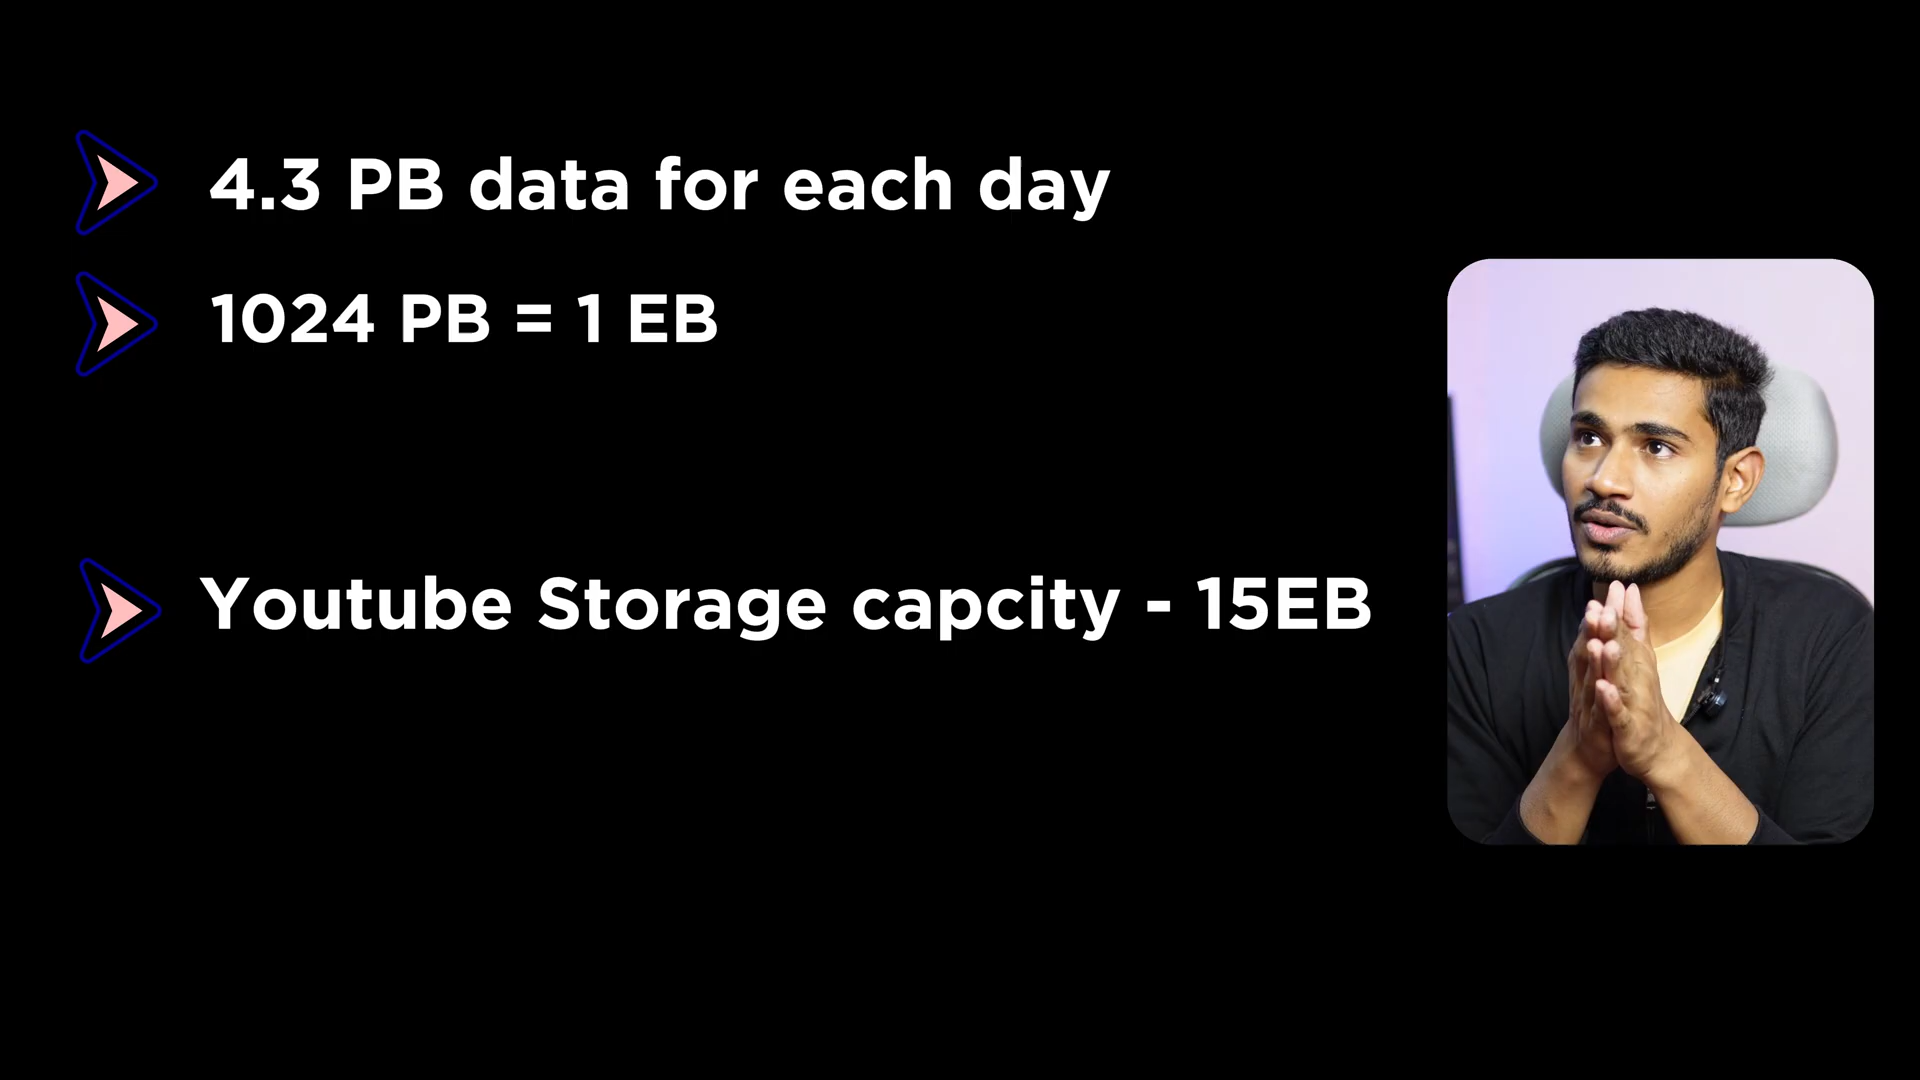 4.3 PB data for each day
1024 PB = 1 EB
Youtube Storage capcity - 15EB